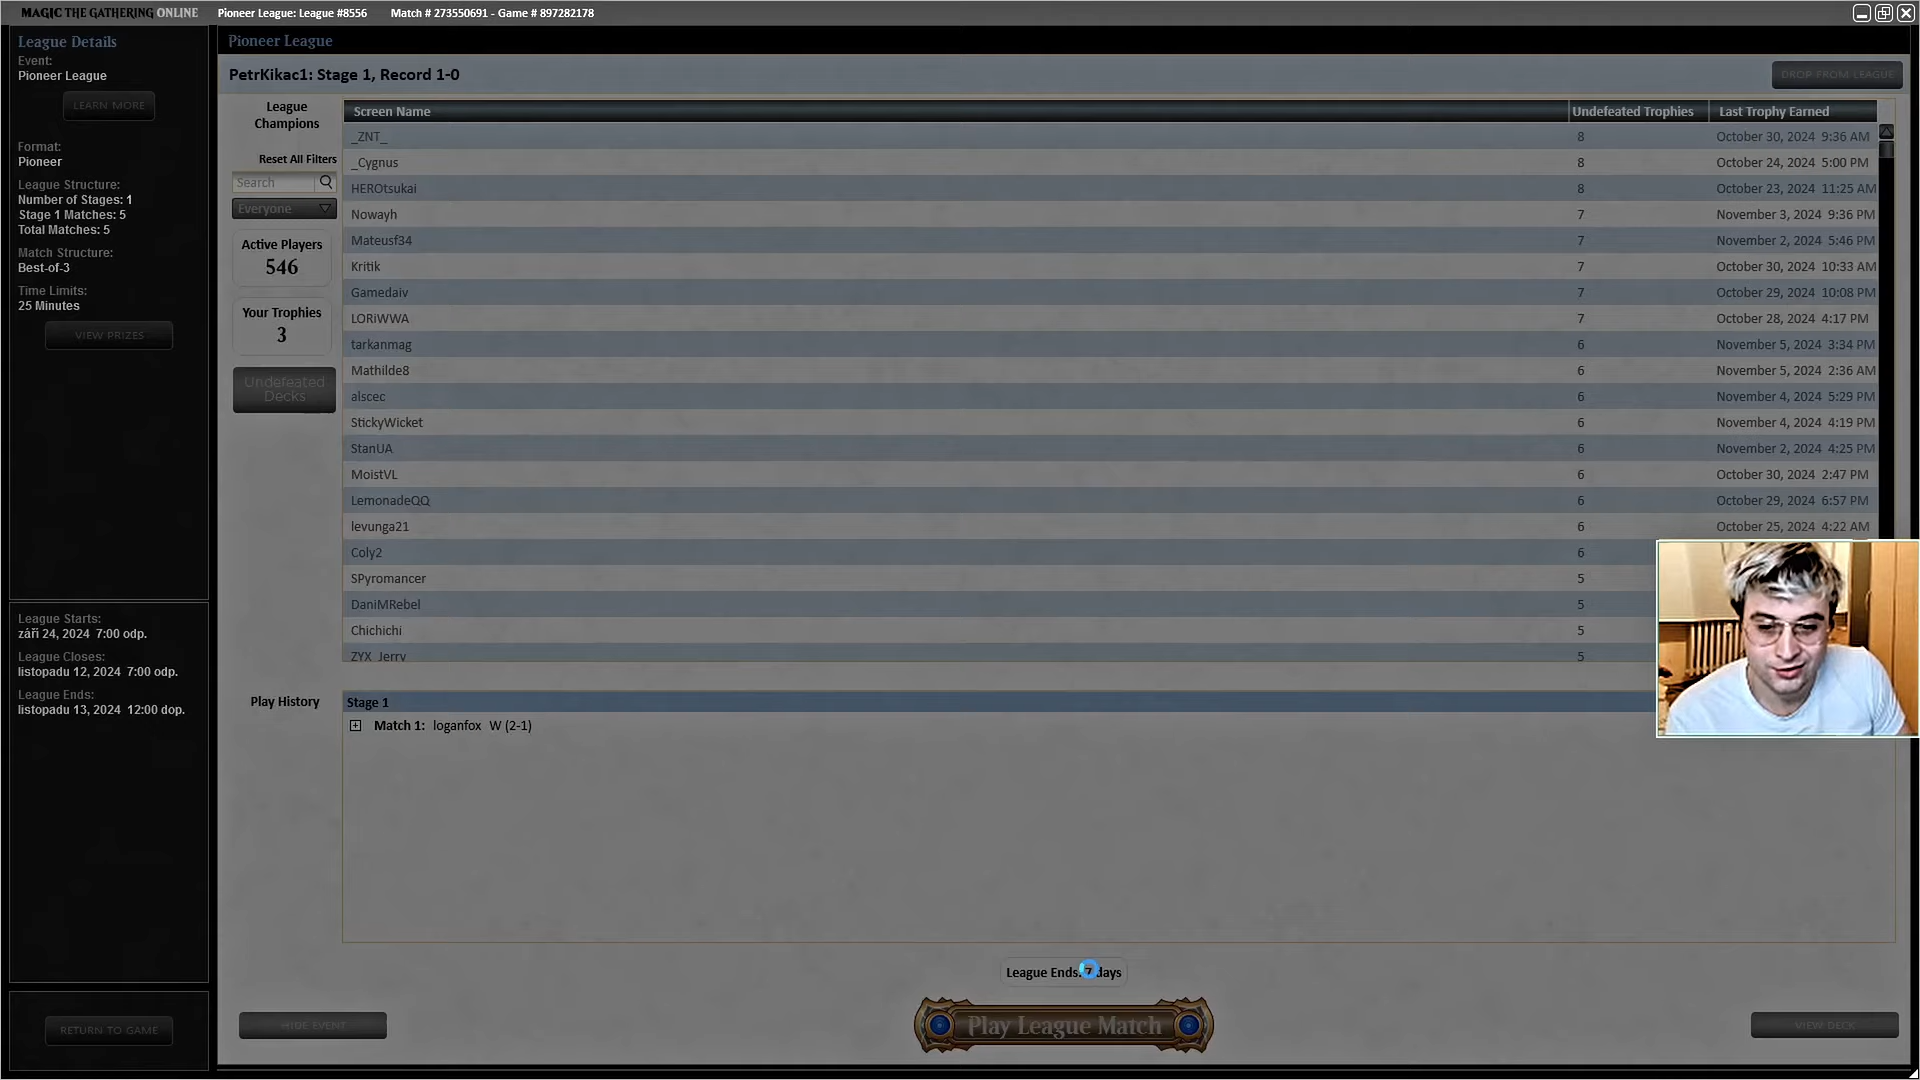 MAGIC THE GATHERING ONLINE
Pioneer League: League #8556
Match # 273550691 - Game # 897282178
League Details
Event:
Pioneer League
LEARN MORE
Format:
Pioneer
League Structure:
Number of Stages: 1
Stage 1 Matches: 5
Total Matches: 5
Match Structure:
Best-of-3
Time Limits:
25 Minutes
VIEW PRIZES
League Starts:
září 24, 2024 7:00 odp.
League Closes:
listopadu 12, 2024 7:00 odp.
League Ends:
listopadu 13, 2024 12:00 dop.
RETURN TO GAME
Pioneer League
PetrKikac1: Stage 1, Record 1-0
DROP FROM LEAGUE
League
Champions
Reset All Filters
Search
Everyone
Active Players
546
Your Trophies
3
Undefeated
Decks
Screen Name Undefeated Trophies Last Trophy Earned
_ZNT_ 8 October 30, 2024 9:36 AM
_Cygnus 8 October 24, 2024 5:00 PM
HEROtsukai 8 October 23, 2024 11:25 AM
Nowayh 7 November 3, 2024 9:36 PM
Mateusf34 7 November 2, 2024 5:46 PM
Kritik 7 October 30, 2024 10:33 AM
Gamedaiv 7 October 29, 2024 10:08 PM
LORiWWA 7 October 28, 2024 4:17 PM
tarkanmag 6 November 5, 2024 3:34 PM
Mathilde8 6 November 5, 2024 2:36 AM
alscec 6 November 4, 2024 5:29 PM
StickyWicket 6 November 4, 2024 4:19 PM
StanUA 6 November 2, 2024 4:25 PM
MoistVL 6 October 30, 2024 2:47 PM
LemonadeQQ 6 October 29, 2024 6:57 PM
levunga21 6 October 25, 2024 4:22 AM
Coly2 6
SPyromancer 5
DaniMRebel 5
Chichichi 5
ZYX_Jerry 5
Play History
Stage 1
Match 1: loganfox W (2-1)
League Ends: 7 days
HIDE EVENT
Play League Match
VIEW DECK